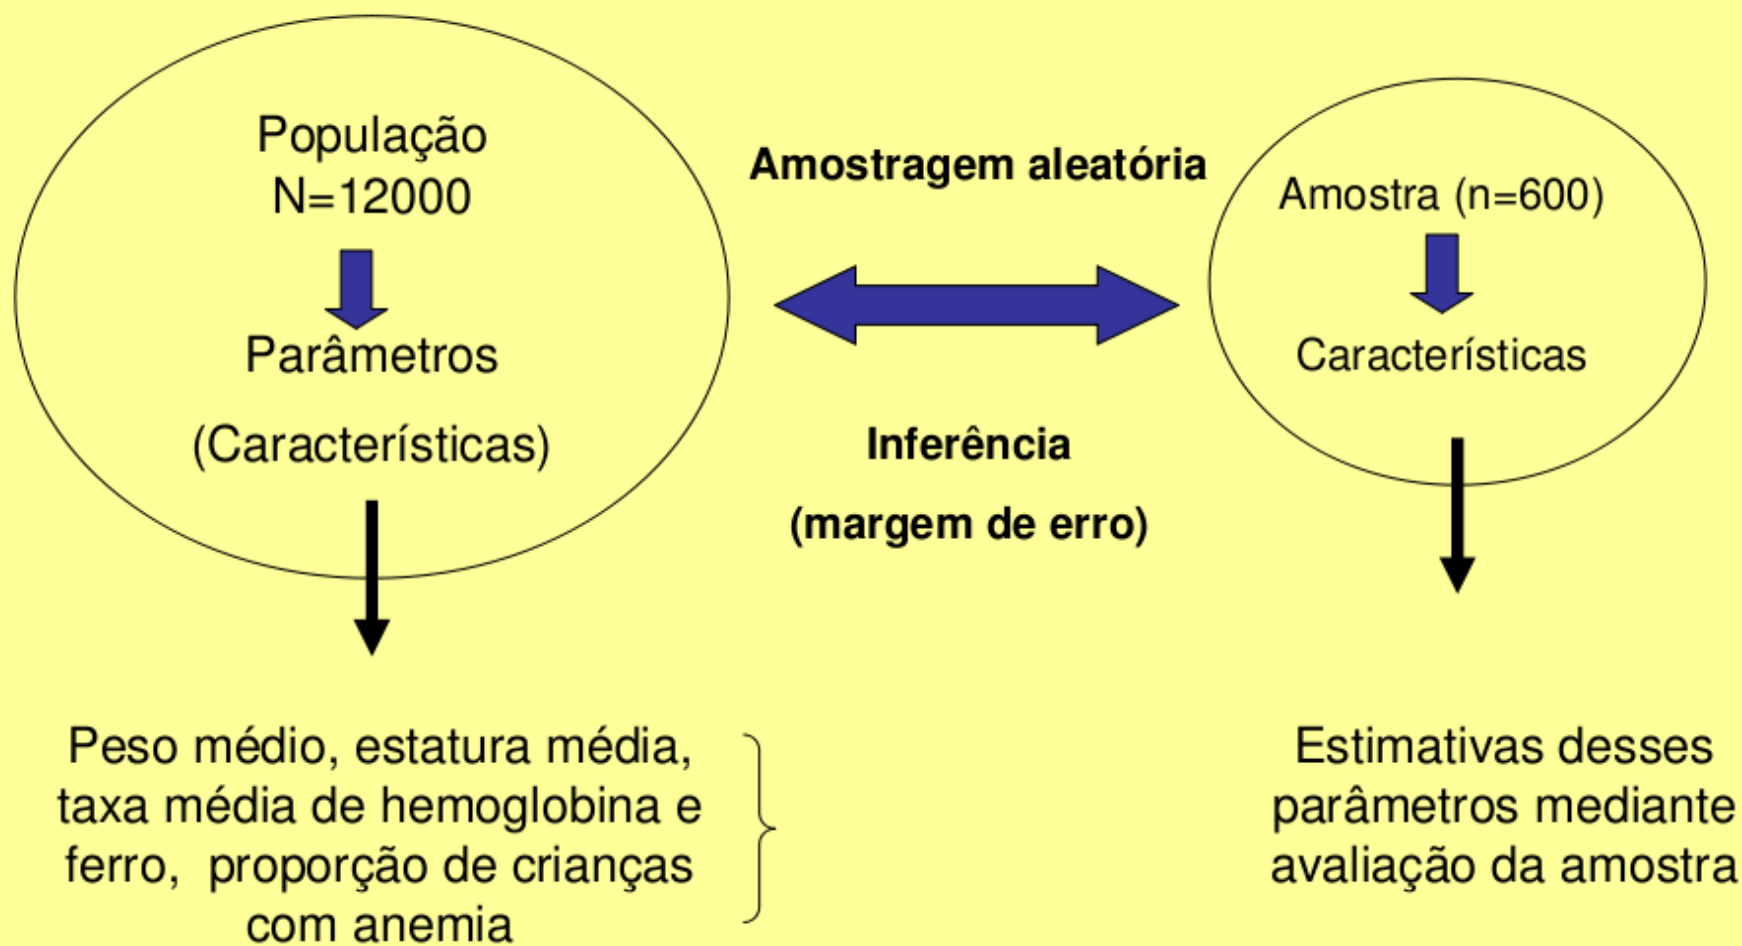 População
N=12000
Parâmetros
(Características)
Amostragem aleatória
Inferência
(margem de erro)
Amostra (n=600)
Características
Peso médio, estatura média,
taxa média de hemoglobina e
ferro, proporção de crianças
com anemia
Estimativas desses
parâmetros mediante
avaliação da amostra